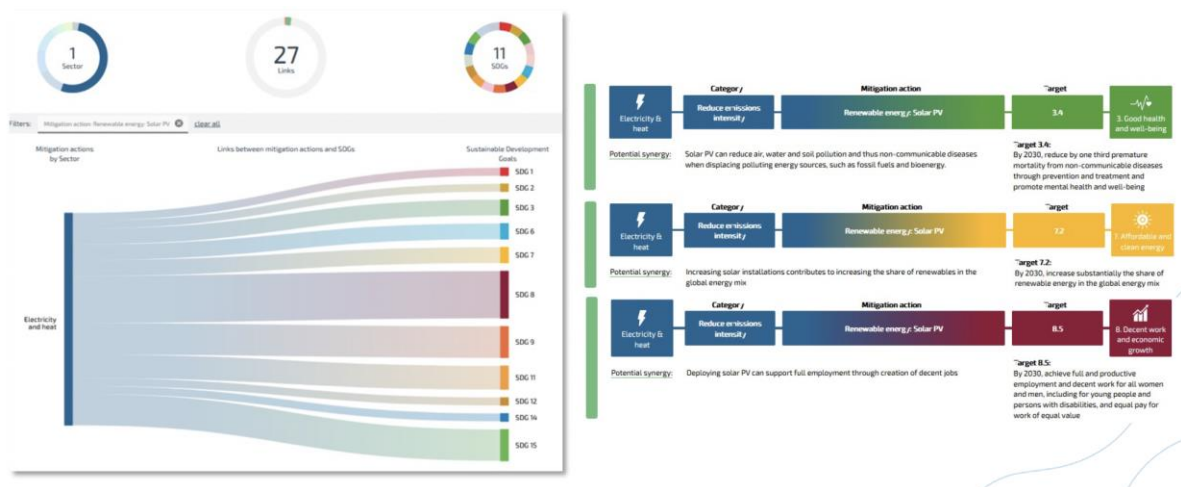 1
Sector
27
Links
11
SDGs
Filters:
Mitigation action: Renewable energy: Solar PV
clear all
Mitigation actions
by Sector
Links between mitigation actions and SDGs
Sustainable Development
Goals
Electricity
and heat
SDG 1
SDG 2
SDG 3
SDG 6
SDG 7
SDG 8
SDG 9
SDG 11
SDG 12
SDG 14
SDG 15
Category
Mitigation action
Target
Electricity &
heat
Reduce emissions
intensity
Renewable energy: Solar PV
3.4
3. Good health
and well-being
Potential synergy:
Solar PV can reduce air, water and soil pollution and thus non-communicable diseases
when displacing polluting energy sources, such as fossil fuels and bioenergy.
Target 3.4:
By 2030, reduce by one third premature
mortality from non-communicable diseases
through prevention and treatment and
promote mental health and well-being
Category
Mitigation action
Target
Electricity &
heat
Reduce emissions
intensity
Renewable energy: Solar PV
7.2
7. Affordable and
clean energy
Potential synergy:
Increasing solar installations contributes to increasing the share of renewables in the
global energy mix
Target 7.2:
By 2030, increase substantially the share of
renewable energy in the global energy mix
Category
Mitigation action
Target
Electricity &
heat
Reduce emissions
intensity
Renewable energy: Solar PV
8.5
8. Decent work
and economic
growth
Potential synergy:
Deploying solar PV can support full employment through creation of decent jobs
Target 8.5:
By 2030, achieve full and productive
employment and decent work for all women
and men, including for young people and
persons with disabilities, and equal pay for
work of equal value